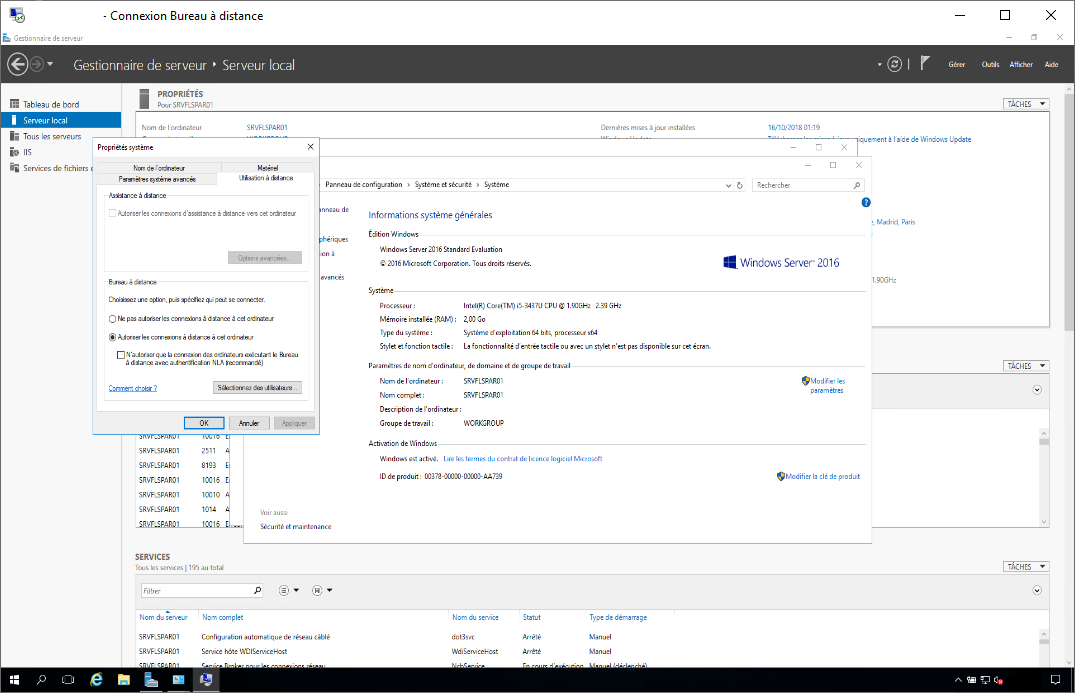 - Connexion Bureau à distance
Gestionnaire de serveur
Gestionnaire de serveur
Serveur local
Gérer
Outils
Afficher
Aide
Tableau de bord
Serveur local
Tous les serveurs
IIS
Services de fichiers
PROPRIÉTÉS
Pour SRVFLSPAR01
TÂCHES
Nom de l'ordinateur
SRVFLSPAR01
Dernières mises à jour installées
16/10/2018 01:19
uniquement à l'aide de Windows Update
Propriétés système
Nom de l'ordinateur
Matériel
Paramètres système avancés
Utilisation à distance
Assistance à distance
Autoriser les connexions d'assistance à distance vers cet ordinateur
Options avancées...
Bureau à distance
Choisissez une option, puis spécifiez qui peut se connecter.
Ne pas autoriser les connexions à distance à cet ordinateur
Autoriser les connexions à distance à cet ordinateur
N'autoriser que la connexion des ordinateurs exécutant le Bureau
à distance avec authentification NLA (recommandé)
Comment choisir ?
Sélectionnez des utilisateurs...
OK
Annuler
Appliquer
Panneau de configuration
Système et sécurité
Système
Rechercher
anneau de
phériques
ion à
avancés
, Madrid, Paris
1.90GHz
Informations système générales
Édition Windows
Windows Server 2016 Standard Evaluation
© 2016 Microsoft Corporation. Tous droits réservés.
Windows Server 2016
Système
Processeur :
Intel(R) Core(TM) i5-3437U CPU @ 1.90GHz 2.39 GHz
Mémoire installée (RAM) :
2,00 Go
Type du système :
Système d'exploitation 64 bits, processeur x64
Stylet et fonction tactile :
La fonctionnalité d'entrée tactile ou avec un stylet n'est pas disponible sur cet écran.
Paramètres de nom d'ordinateur, de domaine et de groupe de travail
Nom de l'ordinateur :
SRVFLSPAR01
Modifier les
paramètres
Nom complet :
SRVFLSPAR01
Description de l'ordinateur :
Groupe de travail :
WORKGROUP
Activation de Windows
Windows est activé. Lire les termes du contrat de licence logiciel Microsoft
ID de produit : 00378-00000-00000-AA739
Modifier la clé de produit
Voir aussi
Sécurité et maintenance
TÂCHES
SRVFLSPAR01 10016 E
SRVFLSPAR01 2511 A
SRVFLSPAR01 8193 E
SRVFLSPAR01 10016 E
SRVFLSPAR01 10010 A
SRVFLSPAR01 1014 A
SRVFLSPAR01 10016
SERVICES
Tous les services | 195 au total
TÂCHES
Filtrer
Nom du serveur
Nom complet
Nom du service
Statut
Type de démarrage
SRVFLSPAR01 Configuration automatique de réseau câblé dot3svc Arrêté Manuel
SRVFLSPAR01 Service hôte WDIServiceHost WdiServiceHost Arrêté Manuel
SRVFLSPAR01 Service Broker pour les connexions réseau NcbService En cours d'exécution Manuel (déclenché)